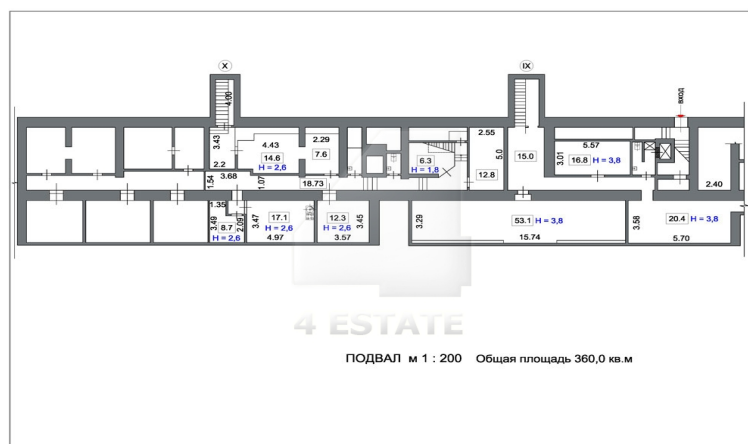 X
IX
ВХОД
4.00
3.43
4.43
14.6
H = 2,6
2.29
7.6
2.2
6.3
H = 1,8
2.55
5.0
12.8
15.0
5.57
3.01
16.8 H = 3,8
2.40
1.54
3.68
1.07
18.73
1.35
3.49
8.7
2.09
H = 2,6
3.47
17.1
H = 2,6
4.97
12.3
H = 2,6
3.57
3.45
3.29
53.1 H = 3,8
15.74
3.58
20.4 H = 3,8
5.70
4 ESTATE
ПОДВАЛ м 1 : 200 Общая площадь 360,0 кв.м